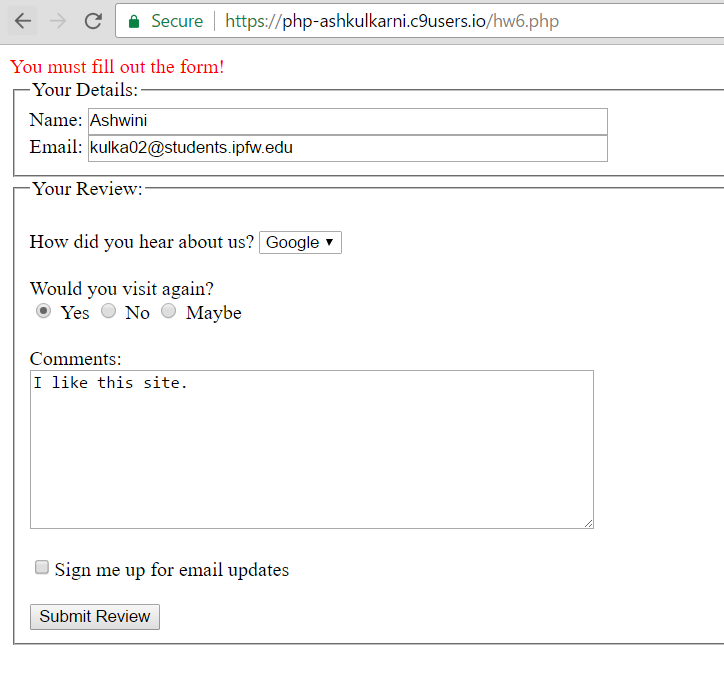 Secure https://php-ashkulkarni.c9users.io/hw6.php
You must fill out the form!
Your Details:
Name: Ashwini
Email: kulka02@students.ipfw.edu
Your Review:
How did you hear about us? Google
Would you visit again?
Yes No Maybe
Comments:
I like this site.
Sign me up for email updates
Submit Review